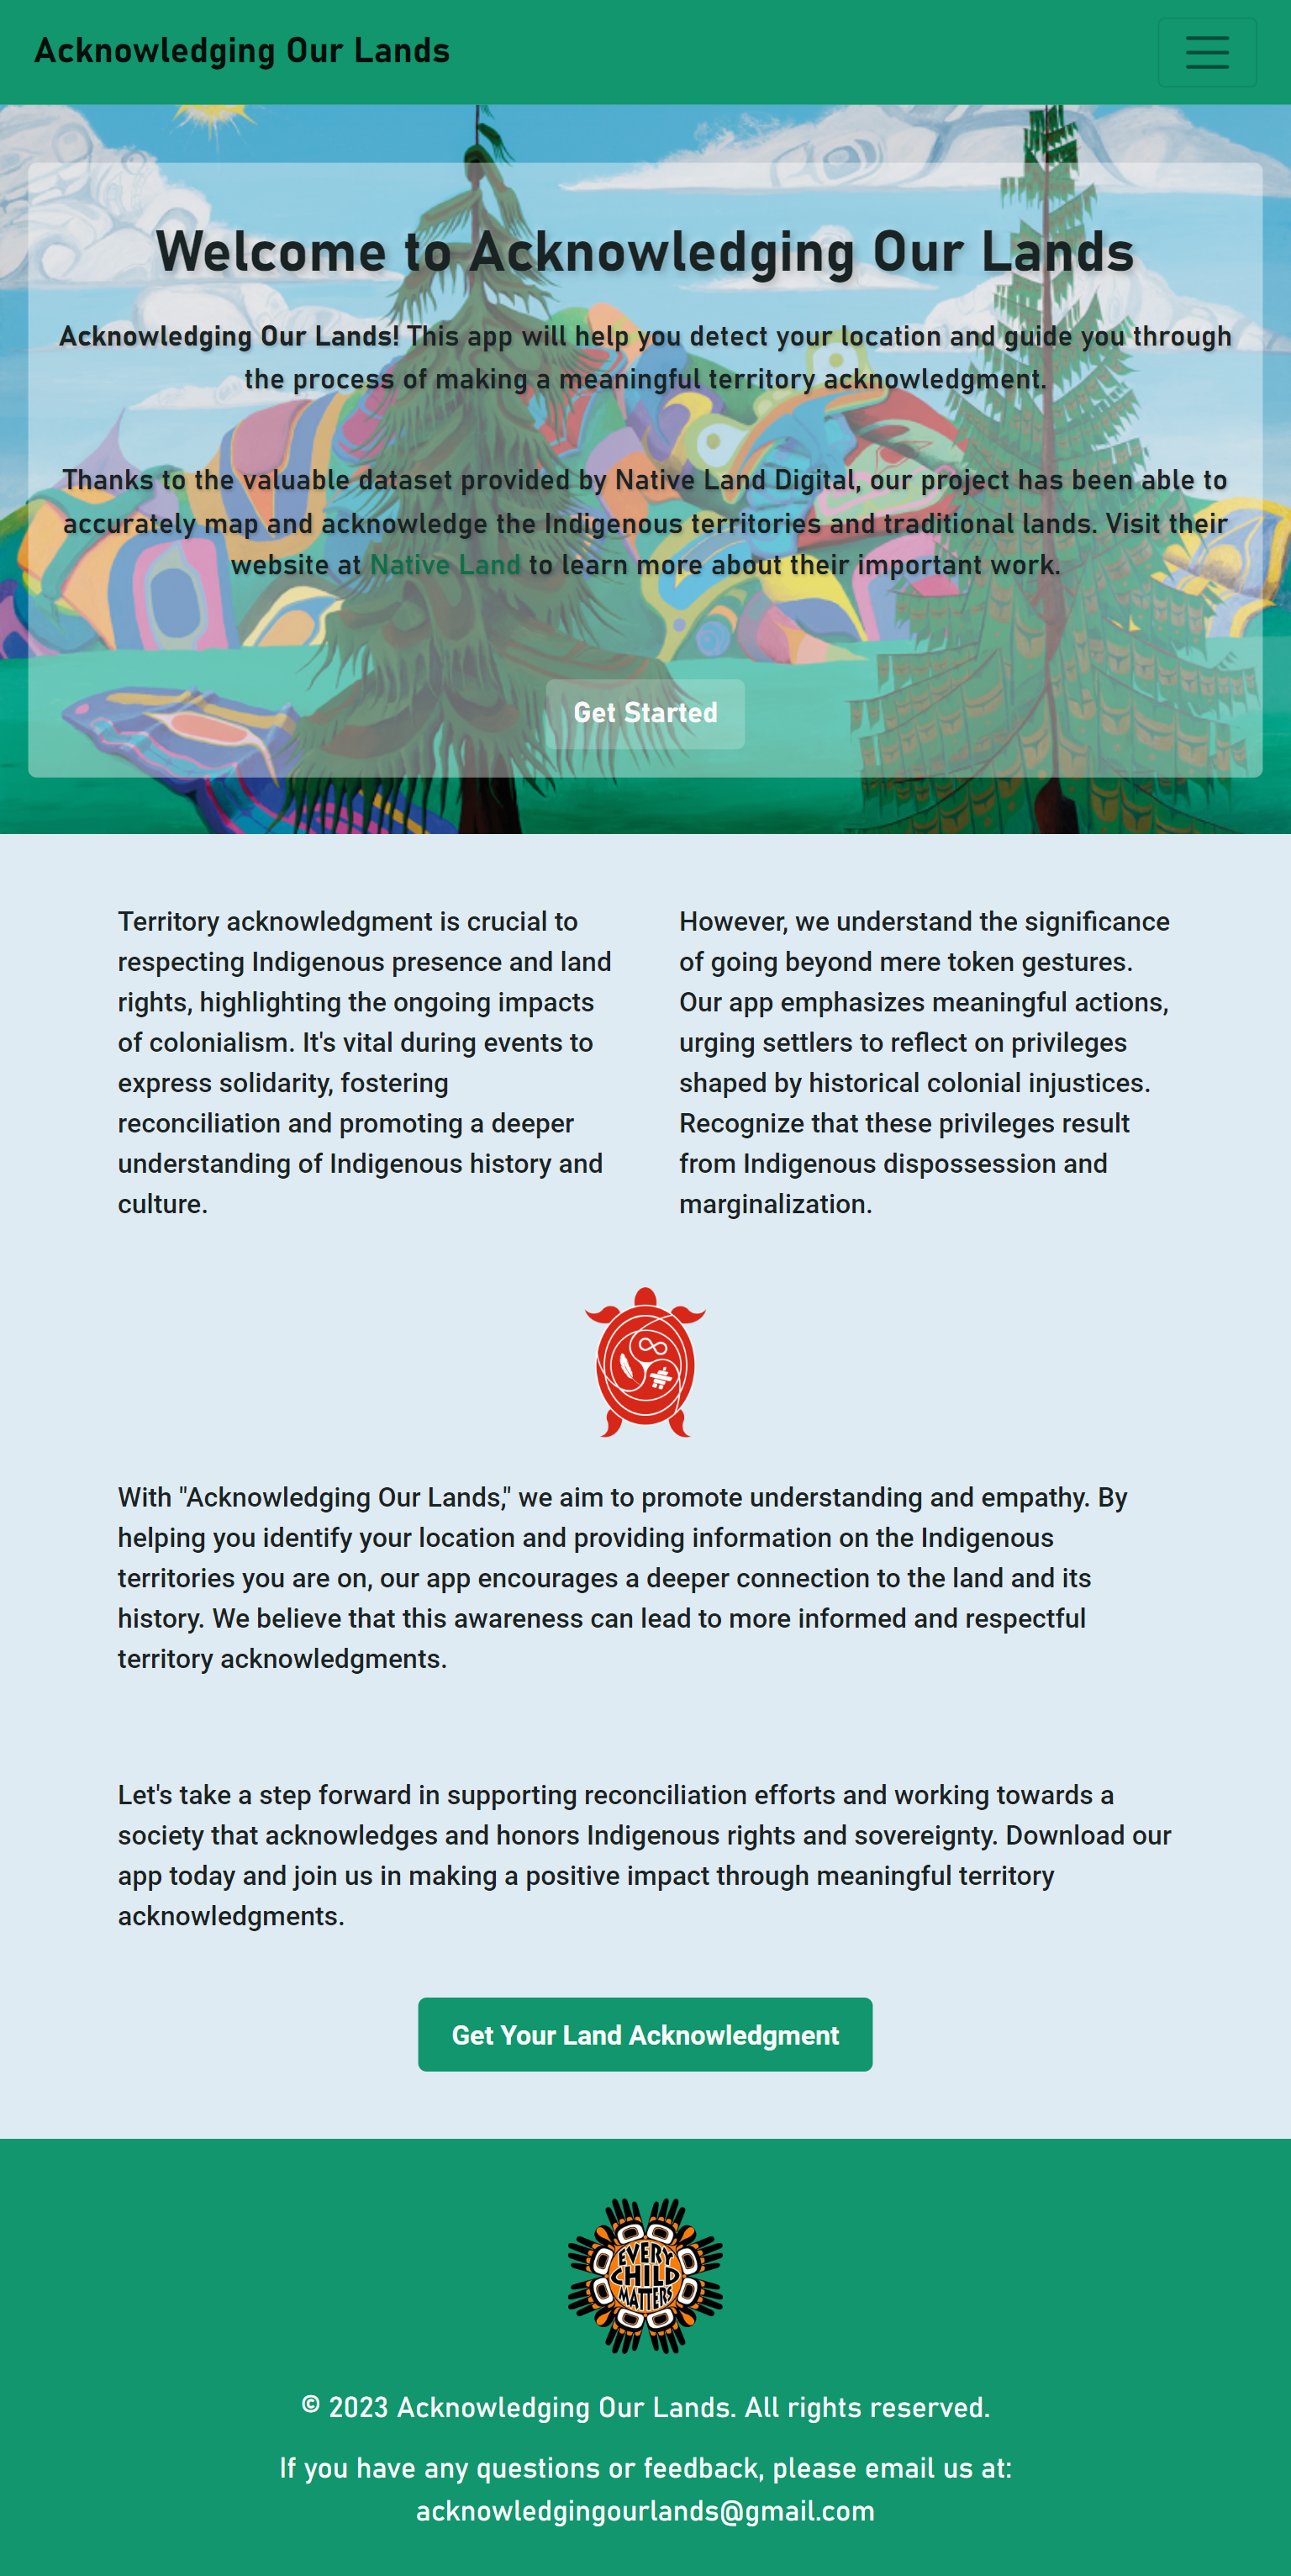 Acknowledging Our Lands
Welcome to Acknowledging Our Lands
Acknowledging Our Lands! This app will help you detect your location and guide you through
the process of making a meaningful territory acknowledgment.
Thanks to the valuable dataset provided by Native Land Digital, our project has been able to
accurately map and acknowledge the Indigenous territories and traditional lands. Visit their
website at Native Land to learn more about their important work.
Get Started
Territory acknowledgment is crucial to
respecting Indigenous presence and land
rights, highlighting the ongoing impacts
of colonialism. It's vital during events to
express solidarity, fostering
reconciliation and promoting a deeper
understanding of Indigenous history and
culture.
However, we understand the significance
of going beyond mere token gestures.
Our app emphasizes meaningful actions,
urging settlers to reflect on privileges
shaped by historical colonial injustices.
Recognize that these privileges result
from Indigenous dispossession and
marginalization.
With "Acknowledging Our Lands," we aim to promote understanding and empathy. By
helping you identify your location and providing information on the Indigenous
territories you are on, our app encourages a deeper connection to the land and its
history. We believe that this awareness can lead to more informed and respectful
territory acknowledgments.
Let's take a step forward in supporting reconciliation efforts and working towards a
society that acknowledges and honors Indigenous rights and sovereignty. Download our
app today and join us in making a positive impact through meaningful territory
acknowledgments.
Get Your Land Acknowledgment
EVERY
CHILD
MATTERS
© 2023 Acknowledging Our Lands. All rights reserved.
If you have any questions or feedback, please email us at:
acknowledgingourlands@gmail.com